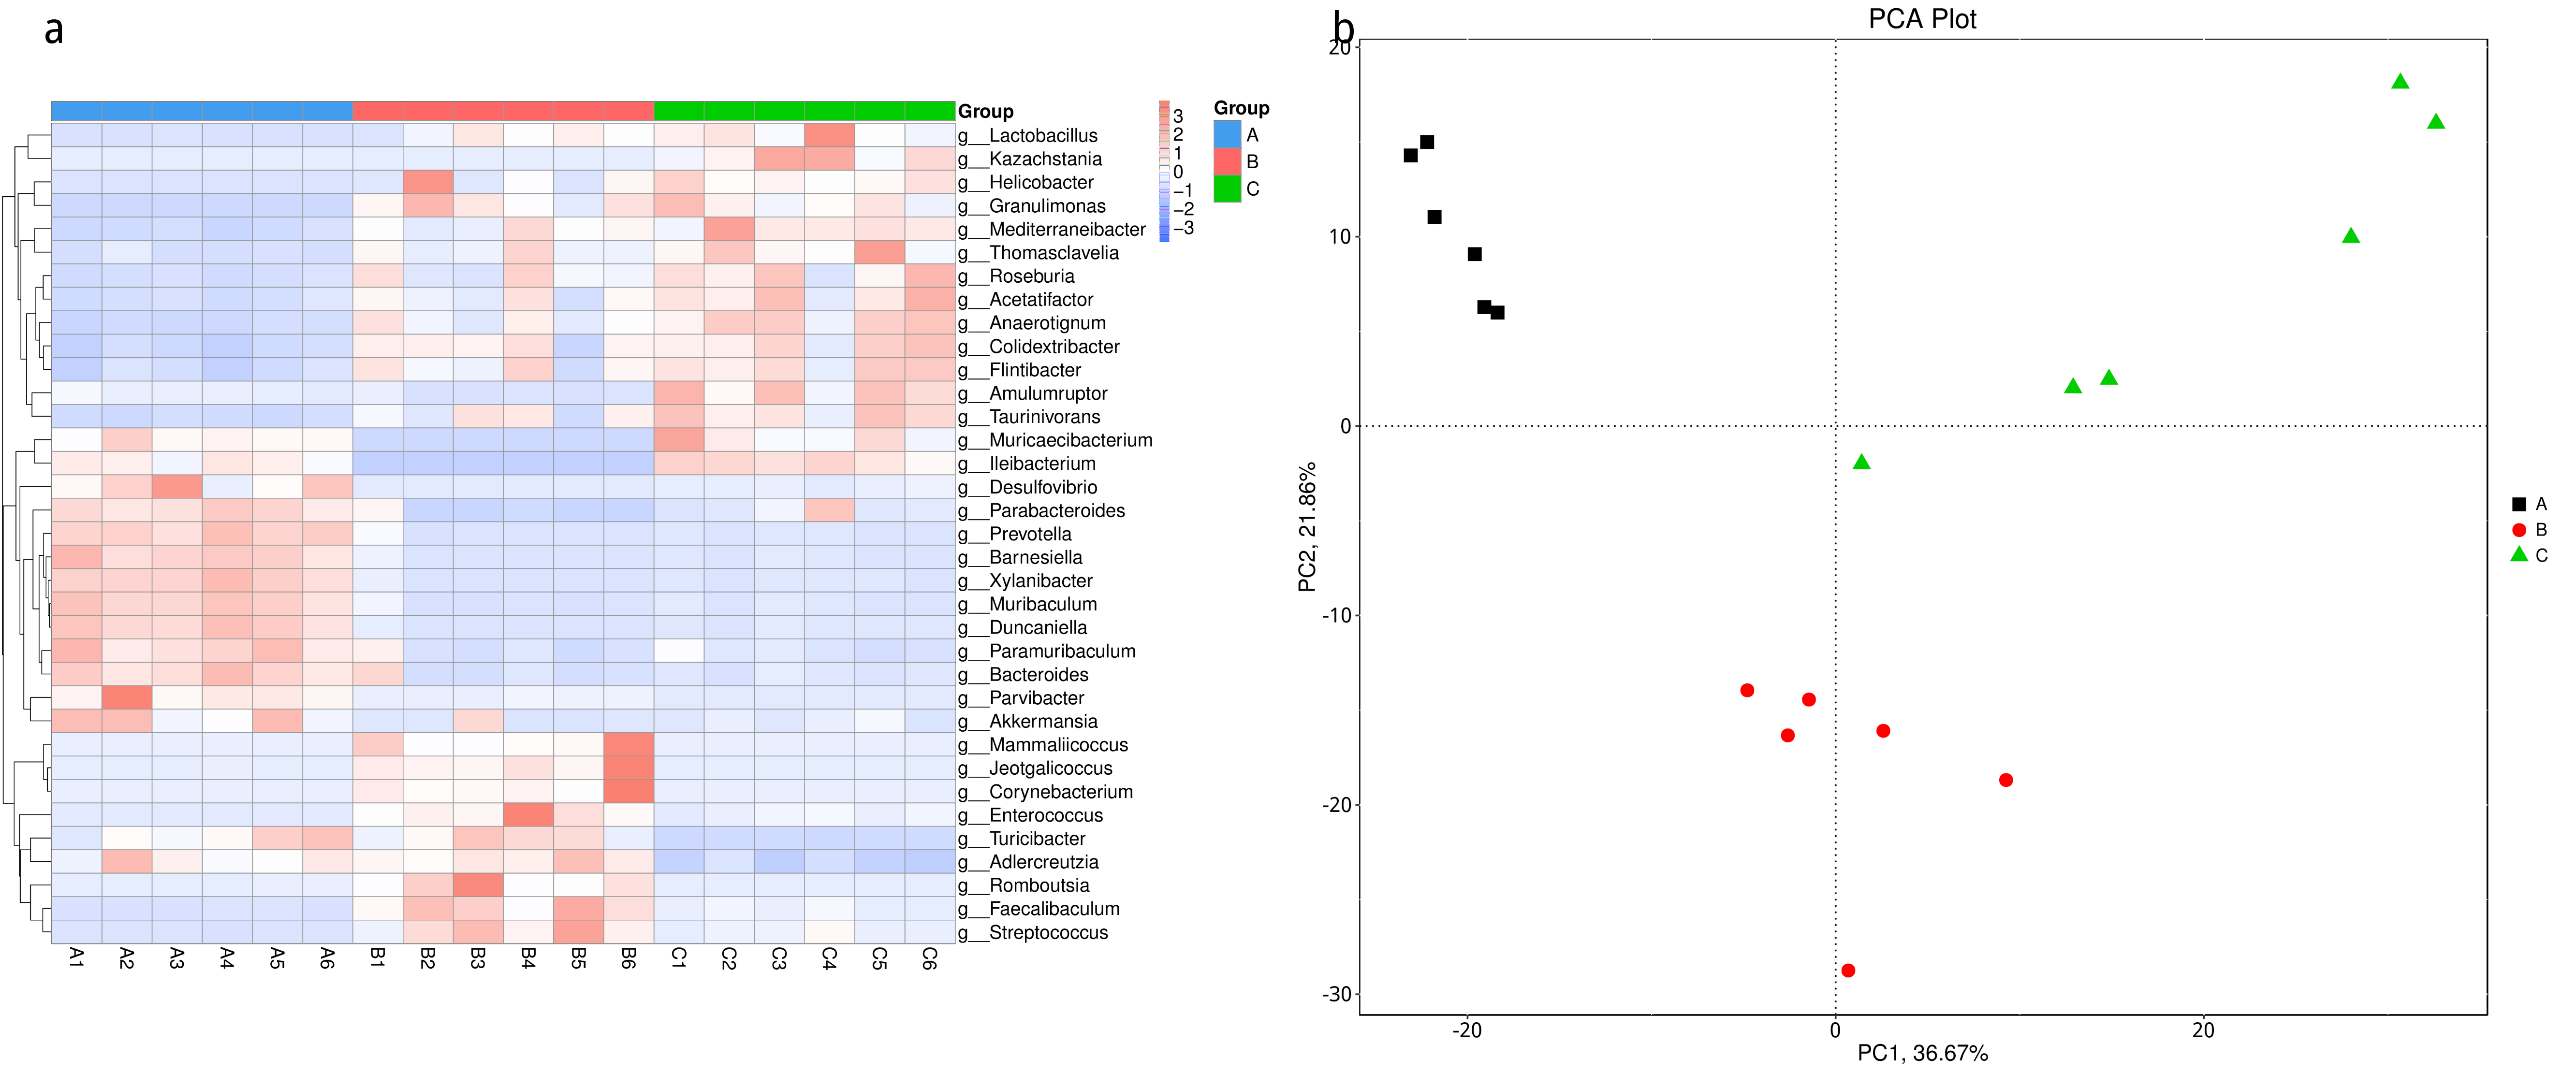 a
Group
g__Lactobacillus
g__Kazachstania
g__Helicobacter
g__Granulimonas
g__Mediterraneibacter
g__Thomasclavelia
g__Roseburia
g__Acetatifactor
g__Anaerotignum
g__Colidextribacter
g__Flintibacter
g__Amulumruptor
g__Taurinivorans
g__Muricaecibacterium
g__Ileibacterium
g__Desulfovibrio
g__Parabacteroides
g__Prevotella
g__Barnesiella
g__Xylanibacter
g__Muribaculum
g__Duncaniella
g__Paramuribaculum
g__Bacteroides
g__Parvibacter
g__Akkermansia
g__Mammaliicoccus
g__Jeotgalicoccus
g__Corynebacterium
g__Enterococcus
g__Turicibacter
g__Adlercreutzia
g__Romboutsia
g__Faecalibaculum
g__Streptococcus
A1 A2 A3 A4 A5 A6 B1 B2 B3 B4 B5 B6 C1 C2 C3 C4 C5 C6
3
2
1
0
−1
−2
−3
Group
A
B
C
b
PCA Plot
20
10
0
-10
-20
-30
PC2, 21.86%
-20 0 20
PC1, 36.67%
A
B
C